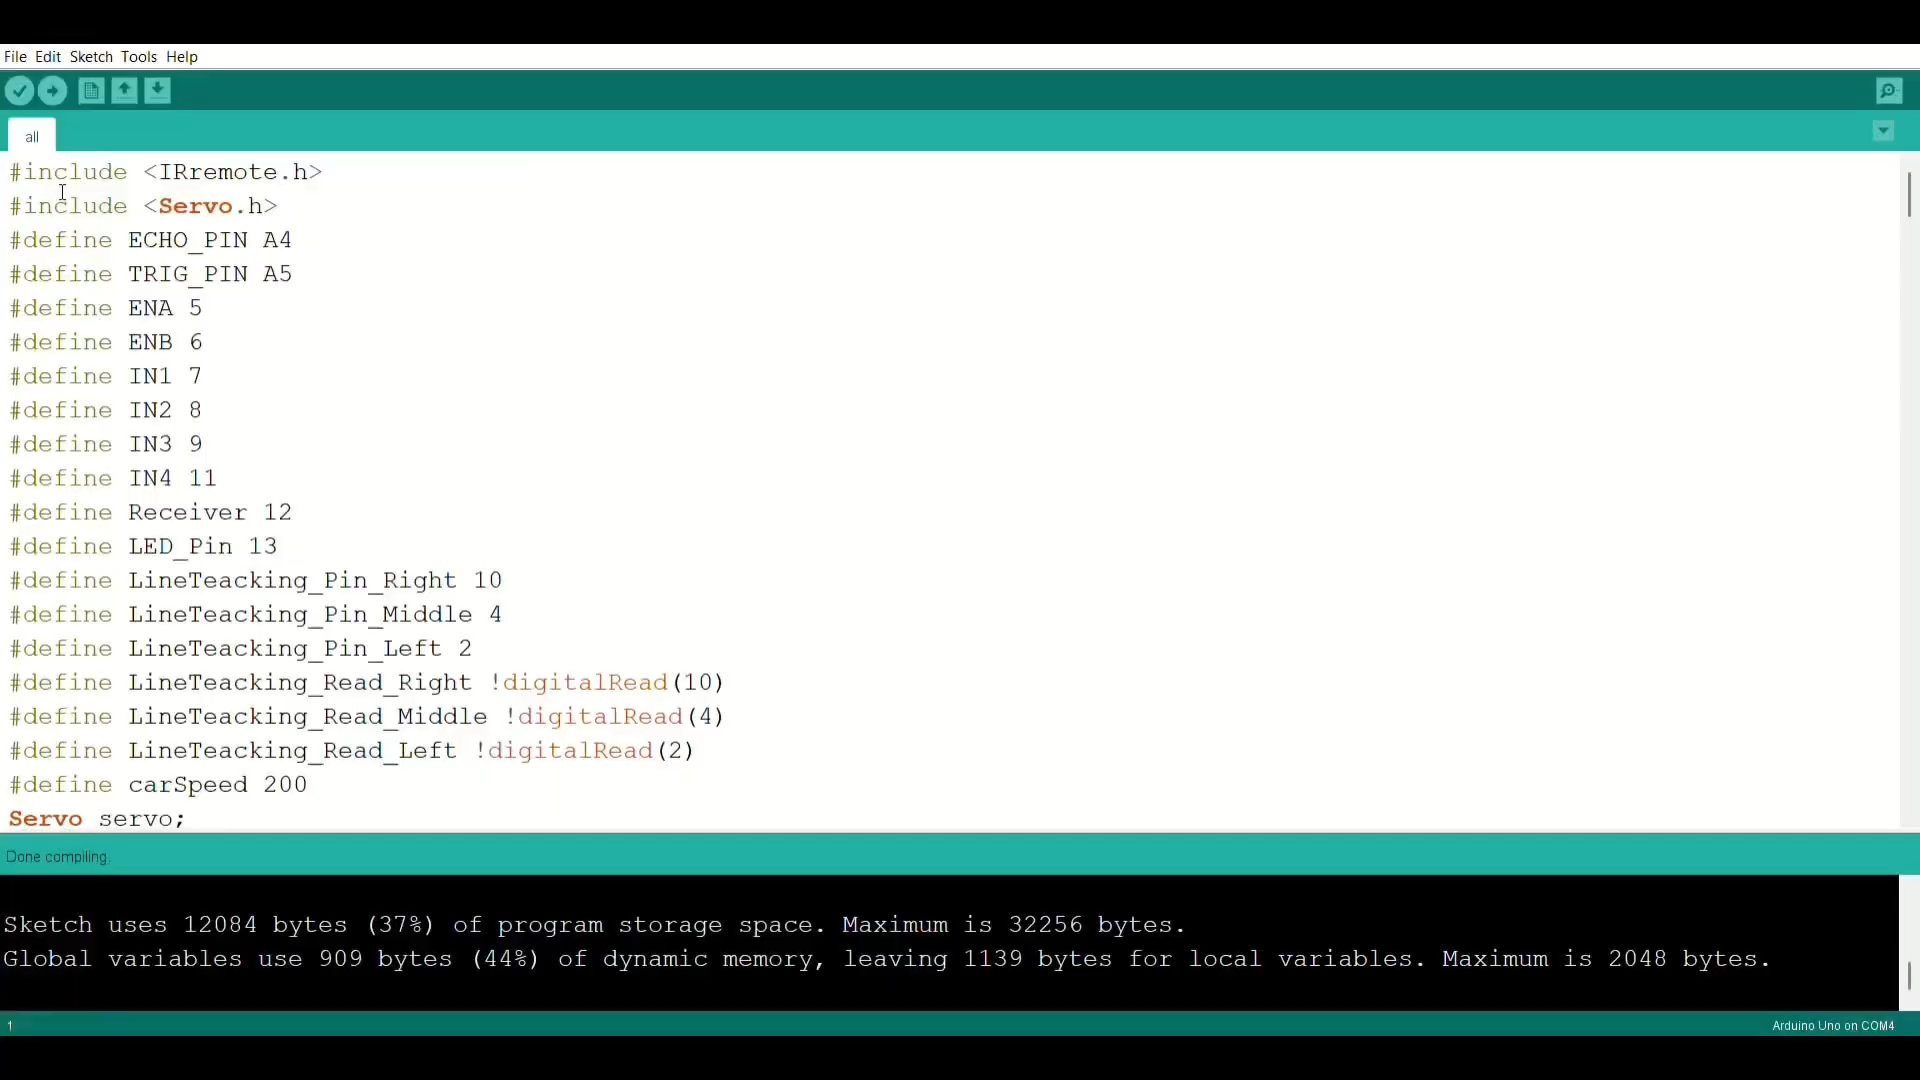 File Edit Sketch Tools Help
all
#include <IRremote.h>
#include <Servo.h>
#define ECHO_PIN A4
#define TRIG_PIN A5
#define ENA 5
#define ENB 6
#define IN1 7
#define IN2 8
#define IN3 9
#define IN4 11
#define Receiver 12
#define LED_Pin 13
#define LineTeacking_Pin_Right 10
#define LineTeacking_Pin_Middle 4
#define LineTeacking_Pin_Left 2
#define LineTeacking_Read_Right !digitalRead(10)
#define LineTeacking_Read_Middle !digitalRead(4)
#define LineTeacking_Read_Left !digitalRead(2)
#define carSpeed 200
Servo servo;
Done compiling.
Sketch uses 12084 bytes (37%) of program storage space. Maximum is 32256 bytes.
Global variables use 909 bytes (44%) of dynamic memory, leaving 1139 bytes for local variables. Maximum is 2048 bytes.
1
Arduino Uno on COM4